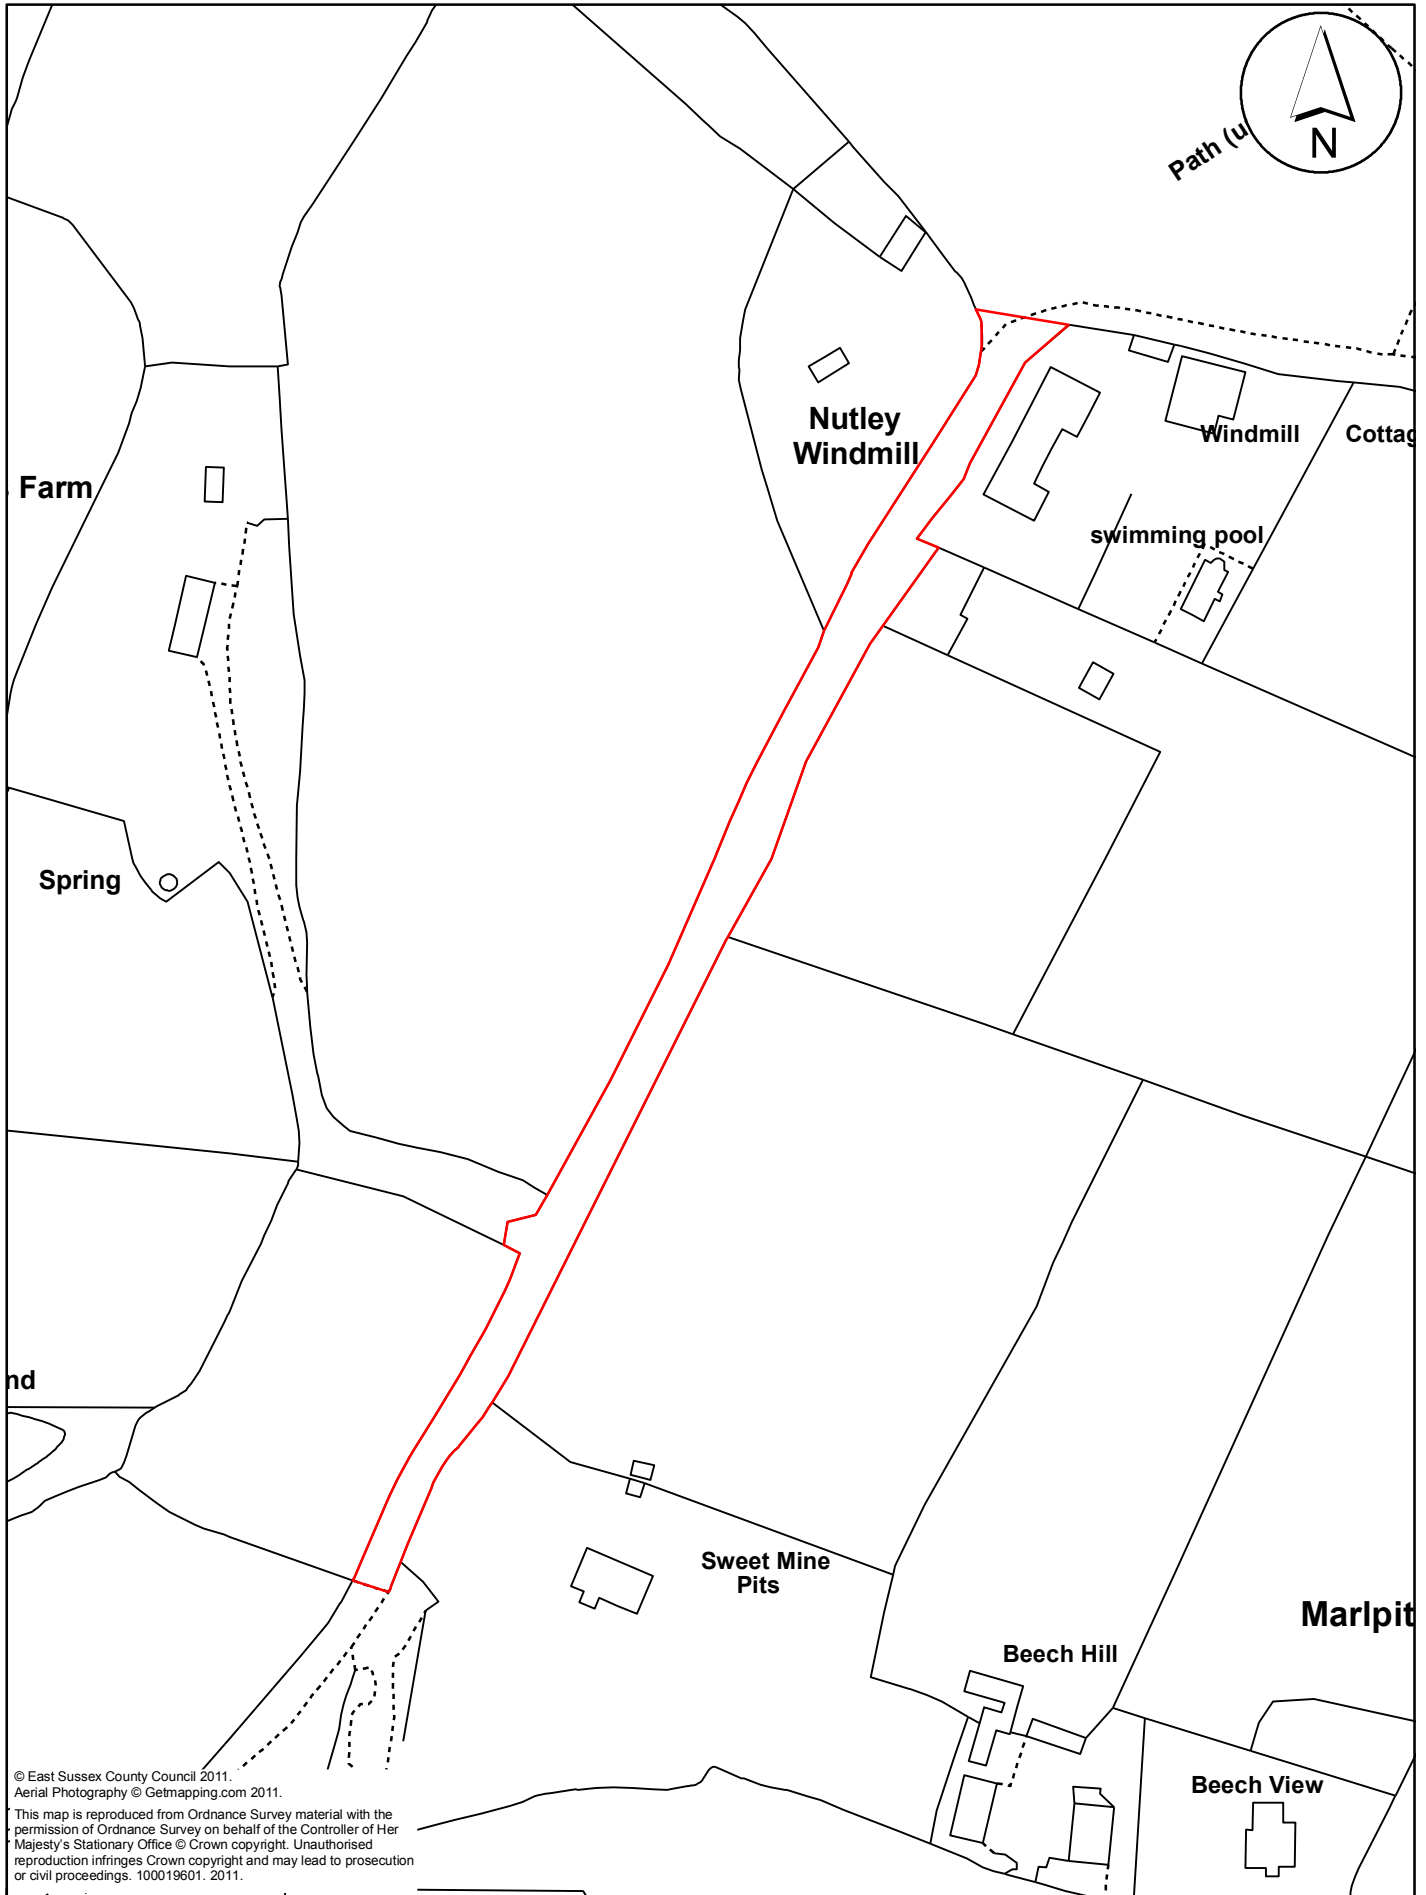 Path (u
N
Nutley
Windmill
Windmill Cottag
Farm
swimming pool
Spring
nd
Sweet Mine
Pits
Marlpit
Beech Hill
Beech View
© East Sussex County Council 2011.
Aerial Photography © Getmapping.com 2011.
This map is reproduced from Ordnance Survey material with the
permission of Ordnance Survey on behalf of the Controller of Her
Majesty's Stationary Office © Crown copyright. Unauthorised
reproduction infringes Crown copyright and may lead to prosecution
or civil proceedings. 100019601. 2011.